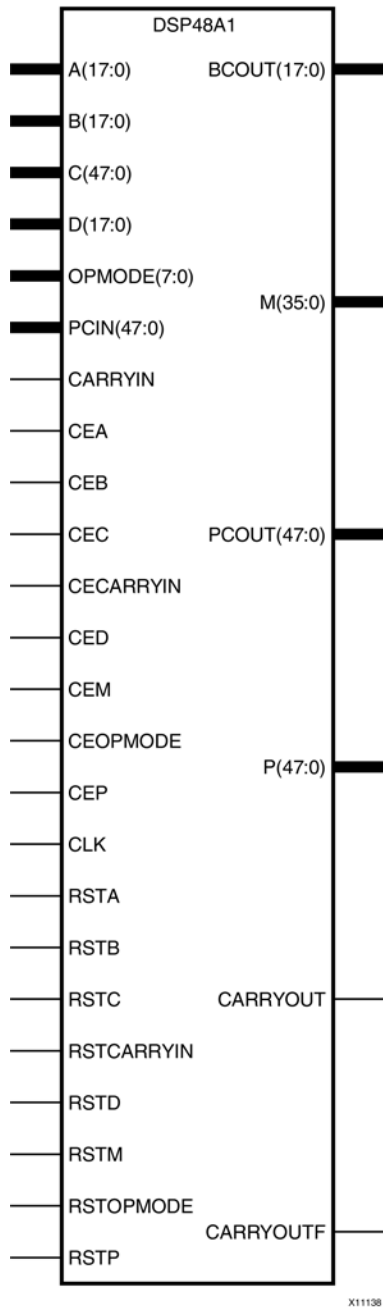 DSP48A1
A(17:0)
BCOUT(17:0)
B(17:0)
C(47:0)
D(17:0)
OPMODE(7:0)
M(35:0)
PCIN(47:0)
CARRYIN
CEA
CEB
CEC
PCOUT(47:0)
CECARRYIN
CED
CEM
CEOPMODE
P(47:0)
CEP
CLK
RSTA
RSTB
RSTC
CARRYOUT
RSTCARRYIN
RSTD
RSTM
RSTOPMODE
CARRYOUTF
RSTP
X11138